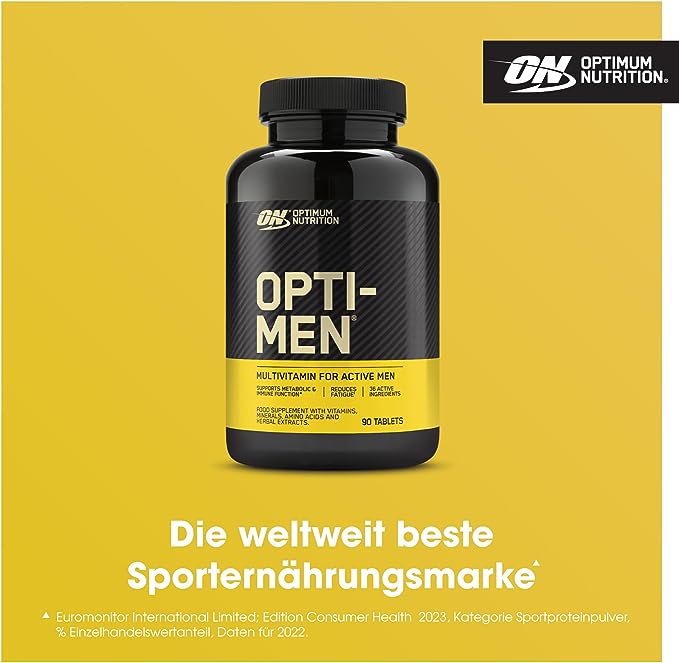 ON OPTIMUM
NUTRITION®
ON® OPTIMUM
NUTRITION
OPTI-
MEN®
MULTIVITAMIN FOR ACTIVE MEN
SUPPORTS METABOLIC & IMMUNE FUNCTION* REDUCES FATIGUE† 36 ACTIVE INGREDIENTS
FOOD SUPPLEMENT WITH VITAMINS,
MINERALS, AMINO ACIDS AND
HERBAL EXTRACTS.
90 TABLETS
Die weltweit beste
Sporternährungsmarke▲
▲ Euromonitor International Limited; Edition Consumer Health 2023, Kategorie Sportproteinpulver,
% Einzelhandelswertanteil, Daten für 2022.